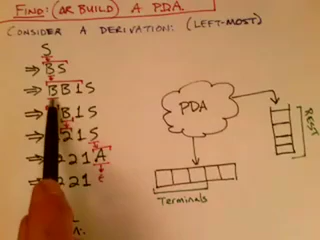 FIND: (OR BUILD) A PDA
CONSIDER A DERIVATION: (LEFT-MOST)
S
⇒ BS
⇒ BB1S
⇒ B1S
⇒ 21S
⇒ 221A
⇒ 221
ε
PDA
REST
Terminals